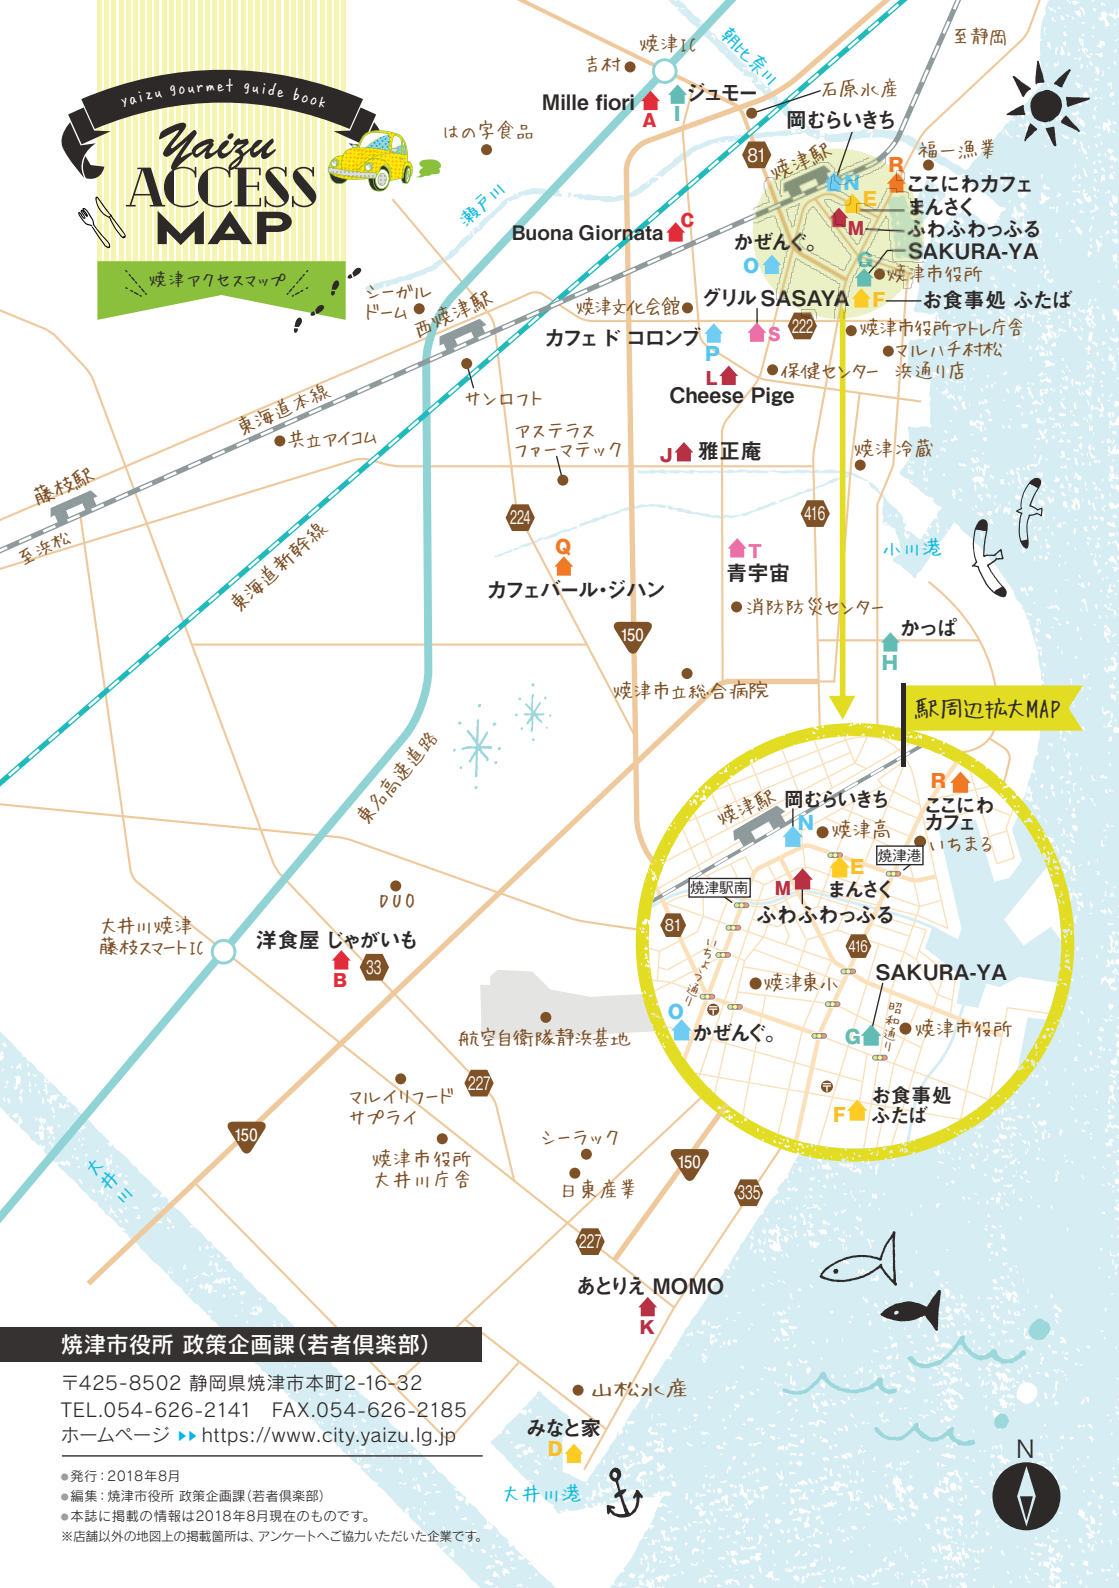 yaizu gourmet guide book
Yaizu
ACCESS
MAP
焼津アクセスマップ
焼津IC
吉村
朝比奈川
至静岡
Mille fiori
A
I
ジュモー
石原水産
岡むらいきち
はの字食品
81
焼津駅
N
R
福一漁業
ここにわカフェ
E
まんさく
M
ふわふわっふる
瀬戸川
Buona Giornata
C
かぜんぐ。
O
G
SAKURA-YA
焼津市役所
シーガル
ドーム
西焼津駅
焼津文化会館
グリル SASAYA
F
お食事処 ふたば
カフェ ド コロンブ
P
S
222
焼津市役所アトレ庁舎
マルハチ村松
浜通り店
保健センター
L
Cheese Pige
サンロフト
東海道本線
共立アイコム
アステラス
ファーマテック
J
雅正庵
焼津冷蔵
藤枝駅
至浜松
224
416
東海道新幹線
Q
カフェバール・ジハン
T
青宇宙
小川港
消防防災センター
150
かっぱ
H
焼津市立総合病院
駅周辺拡大MAP
東名高速道路
R
ここにわ
カフェ
焼津駅
岡むらいきち
N
焼津高
いちまる
焼津港
E
まんさく
焼津駅南
M
ふわふわっふる
81
416
いちょう通り
SAKURA-YA
焼津東小
〒
O
かぜんぐ。
G
昭和通り
焼津市役所
〒
F
お食事処
ふたば
DUO
大井川焼津
藤枝スマートIC
洋食屋 じゃがいも
B
33
航空自衛隊静浜基地
227
マルイリフード
サプライ
150
焼津市役所
大井川庁舎
シーラック
日東産業
150
335
大井川
227
あとりえ MOMO
K
山松水産
みなと家
D
大井川港
N
焼津市役所 政策企画課（若者倶楽部）
〒425-8502 静岡県焼津市本町2-16-32
TEL.054-626-2141 FAX.054-626-2185
ホームページ ▶▶ https://www.city.yaizu.lg.jp
●発行：2018年8月
●編集：焼津市役所 政策企画課（若者倶楽部）
●本誌に掲載の情報は2018年8月現在のものです。
※店舗以外の地図上の掲載箇所は、アンケートへご協力いただいた企業です。